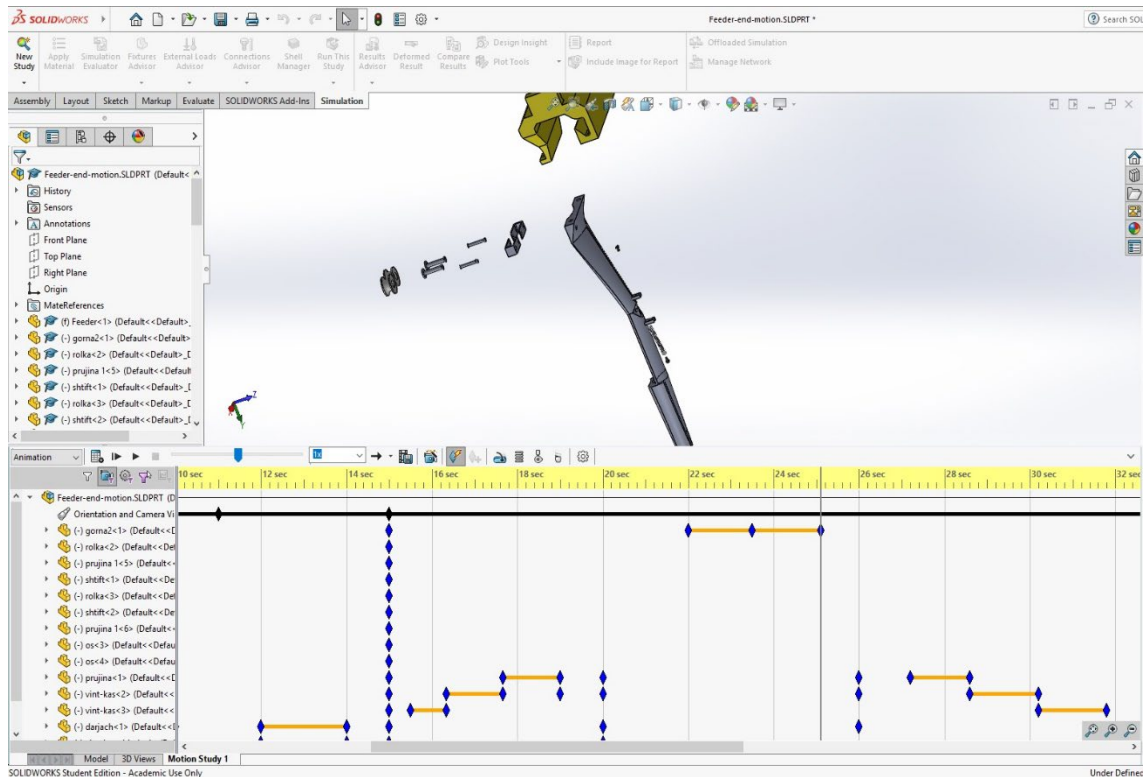 SOLIDWORKS
Feeder-end-motion.SLDPRT *
Search SOL
New Study
Apply Material
Simulation Evaluator
Fixtures Advisor
External Loads Advisor
Connections Advisor
Shell Manager
Run This Study
Results Advisor
Deformed Result
Compare Results
Design Insight
Plot Tools
Report
Include Image for Report
Offloaded Simulation
Manage Network
Assembly Layout Sketch Markup Evaluate SOLIDWORKS Add-Ins Simulation
Feeder-end-motion.SLDPRT (Default<
History
Sensors
Annotations
Front Plane
Top Plane
Right Plane
Origin
MateReferences
(f) Feeder<1> (Default<<Default>_
(-) gorna2<1> (Default<<Default>
(-) rolka<2> (Default<<Default>_D
(-) prujina 1<5> (Default<<Default
(-) shtift<1> (Default<<Default>_D
(-) rolka<3> (Default<<Default>_D
(-) shtift<2> (Default<<Default>_D
Z
Y
Animation
1x
10 sec 12 sec 14 sec 16 sec 18 sec 20 sec 22 sec 24 sec 26 sec 28 sec 30 sec 32 sec
Feeder-end-motion.SLDPRT (D
Orientation and Camera Vi
(-) gorna2<1> (Default<<D
(-) rolka<2> (Default<<Def
(-) prujina 1<5> (Default<<
(-) shtift<1> (Default<<De
(-) rolka<3> (Default<<Def
(-) shtift<2> (Default<<De
(-) prujina 1<6> (Default<<
(-) os<3> (Default<<Defau
(-) os<4> (Default<<Defau
(-) prujina<1> (Default<<D
(-) vint-kas<2> (Default<<
(-) vint-kas<3> (Default<<
(-) darjach<1> (Default<<D
Model 3D Views Motion Study 1
SOLIDWORKS Student Edition - Academic Use Only
Under Define